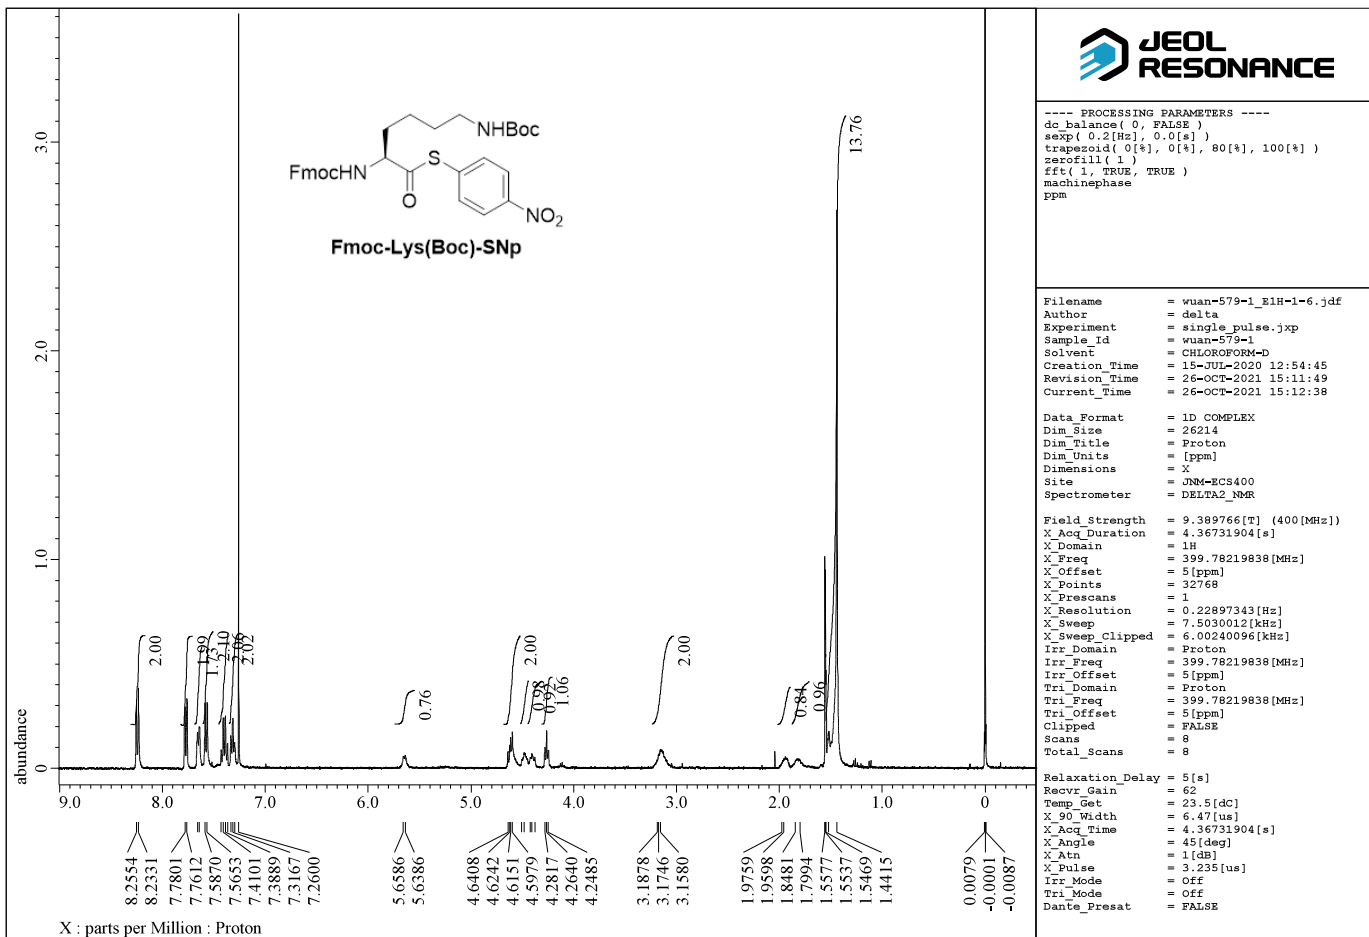 JEOL
RESONANCE
---- PROCESSING PARAMETERS ----
dc_balance( 0, FALSE )
sexp( 0.2[Hz], 0.0[s] )
trapezoid( 0[%], 0[%], 80[%], 100[%] )
zerofill( 1 )
fft( 1, TRUE, TRUE )
machinephase
ppm
Filename = wuan-579-1_E1H-1-6.jdf
Author = delta
Experiment = single_pulse.jxp
Sample_Id = wuan-579-1
Solvent = CHLOROFORM-D
Creation_Time = 15-JUL-2020 12:54:45
Revision_Time = 26-OCT-2021 15:11:49
Current_Time = 26-OCT-2021 15:12:38
Data_Format = 1D COMPLEX
Dim_Size = 26214
Dim_Title = Proton
Dim_Units = [ppm]
Dimensions = X
Site = JNM-ECS400
Spectrometer = DELTA2_NMR
Field_Strength = 9.389766[T] (400[MHz])
X_Acq_Duration = 4.36731904[s]
X_Domain = 1H
X_Freq = 399.78219838[MHz]
X_Offset = 5[ppm]
X_Points = 32768
X_Prescans = 1
X_Resolution = 0.22897343[Hz]
X_Sweep = 7.5030012[kHz]
X_Sweep_Clipped = 6.00240096[kHz]
Irr_Domain = Proton
Irr_Freq = 399.78219838[MHz]
Irr_Offset = 5[ppm]
Tri_Domain = Proton
Tri_Freq = 399.78219838[MHz]
Tri_Offset = 5[ppm]
Clipped = FALSE
Scans = 8
Total_Scans = 8
Relaxation_Delay = 5[s]
Recvr_Gain = 62
Temp_Get = 23.5[dC]
X_90_Width = 6.47[us]
X_Acq_Time = 4.36731904[s]
X_Angle = 45[deg]
X_Atn = 1[dB]
X_Pulse = 3.235[us]
Irr_Mode = Off
Tri_Mode = Off
Dante_Presat = FALSE
NHBoc
S
FmocHN
O
NO2
Fmoc-Lys(Boc)-SNp
abundance
3.0
2.0
1.0
0
2.00
1.99
1.73
2.10
2.06
2.02
0.76
2.00
0.98
0.92
1.06
2.00
0.84
0.96
13.76
9.0 8.0 7.0 6.0 5.0 4.0 3.0 2.0 1.0 0
8.2554
8.2331
7.7801
7.7612
7.5870
7.5653
7.4101
7.3889
7.3167
7.2600
5.6586
5.6386
4.6408
4.6242
4.6151
4.5979
4.2817
4.2640
4.2485
3.1878
3.1746
3.1580
1.9759
1.9598
1.8481
1.7994
1.5577
1.5537
1.5469
1.4415
0.0079
-0.0001
-0.0087
X : parts per Million : Proton